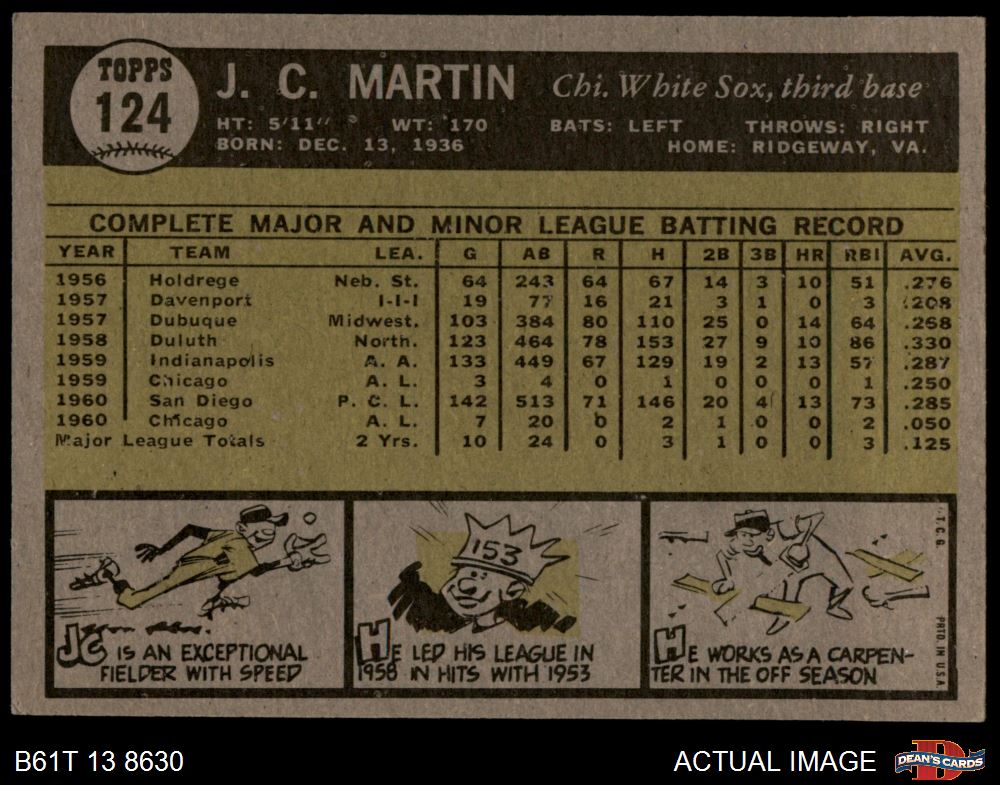 TOPPS
124
J. C. MARTIN Chi. White Sox, third base
HT: 5'11" WT: 170 BATS: LEFT THROWS: RIGHT
BORN: DEC. 13, 1936 HOME: RIDGEWAY, VA.
COMPLETE MAJOR AND MINOR LEAGUE BATTING RECORD
YEAR TEAM LEA. G AB R H 2B 3B HR RBI AVG.
1956 Holdrege Neb. St. 64 243 64 67 14 3 10 51 .276
1957 Davenport I-I-I 19 77 16 21 3 1 0 3 .208
1957 Dubuque Midwest. 103 384 80 110 25 0 14 64 .268
1958 Duluth North. 123 464 78 153 27 9 10 86 .330
1959 Indianapolis A. A. 133 449 67 129 19 2 13 57 .287
1959 Chicago A. L. 3 4 0 1 0 0 0 1 .250
1960 San Diego P. C. L. 142 513 71 146 20 4 13 73 .285
1960 Chicago A. L. 7 20 0 2 1 0 0 2 .050
Major League Totals 2 Yrs. 10 24 0 3 1 0 0 3 .125
JC IS AN EXCEPTIONAL
FIELDER WITH SPEED
153
HE LED HIS LEAGUE IN
1958 IN HITS WITH 1953
HE WORKS AS A CARPEN-
TER IN THE OFF SEASON
T.C.G. PRTD. IN U.S.A.
B61T 13 8630
ACTUAL IMAGE
DEAN'S CARDS